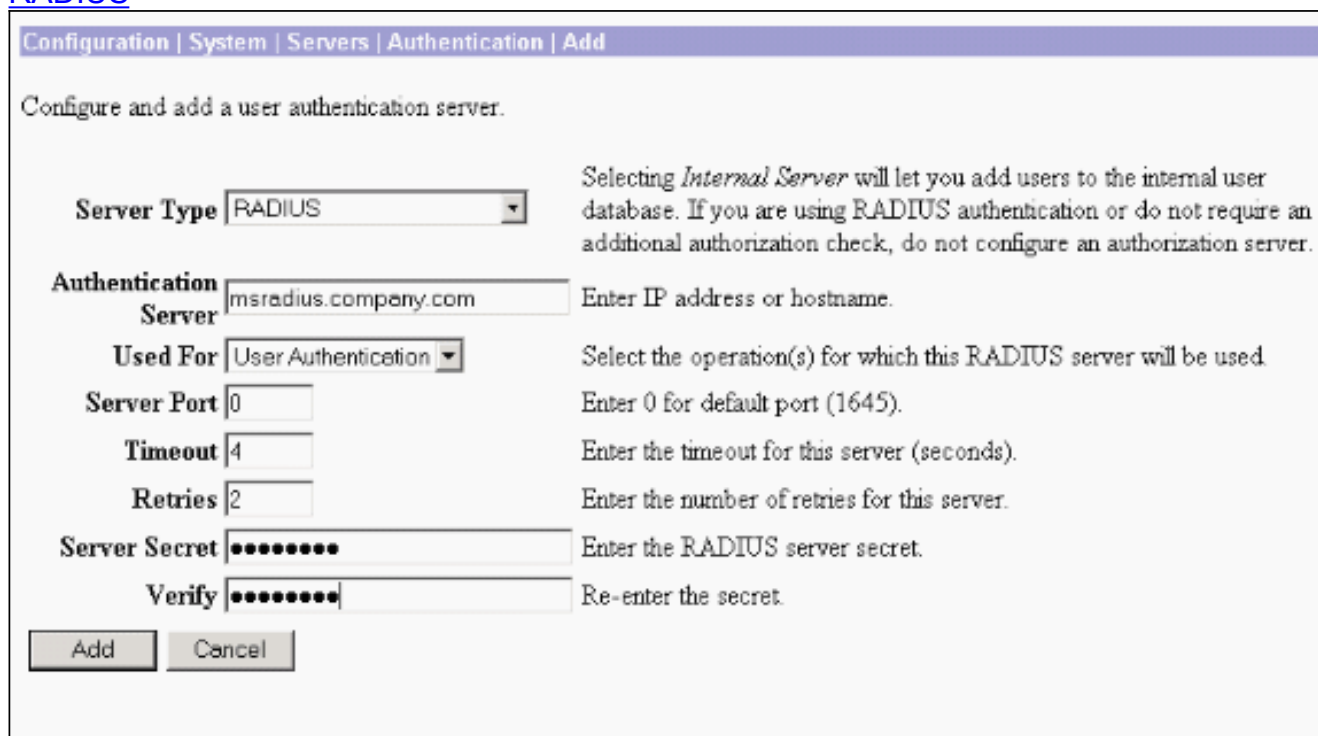 RADIUS
Configuration | System | Servers | Authentication | Add
Configure and add a user authentication server.
Server Type RADIUS Selecting Internal Server will let you add users to the internal user
database. If you are using RADIUS authentication or do not require an
additional authorization check, do not configure an authorization server.
Authentication
Server msradius.company.com Enter IP address or hostname.
Used For User Authentication Select the operation(s) for which this RADIUS server will be used.
Server Port 0 Enter 0 for default port (1645).
Timeout 4 Enter the timeout for this server (seconds).
Retries 2 Enter the number of retries for this server.
Server Secret ●●●●●●●● Enter the RADIUS server secret.
Verify ●●●●●●●● Re-enter the secret.
Add Cancel